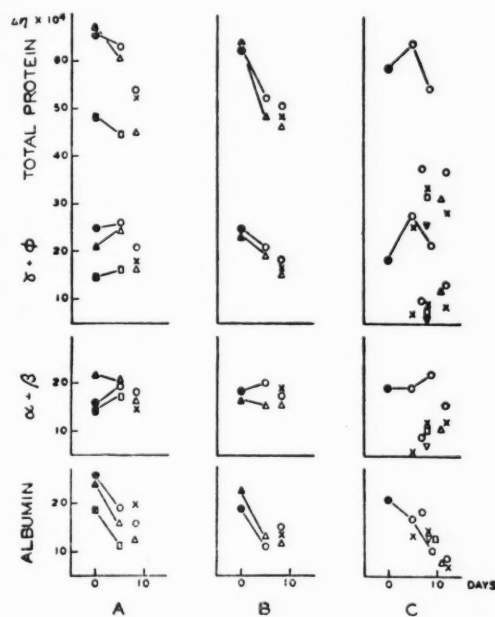 Δη × 10⁴
A B C
TOTAL PROTEIN
60
50
40
30
20
10
γ + φ
20
10
α + β
20
10
ALBUMIN
0 10
0 10
0 10 DAYS
A B C